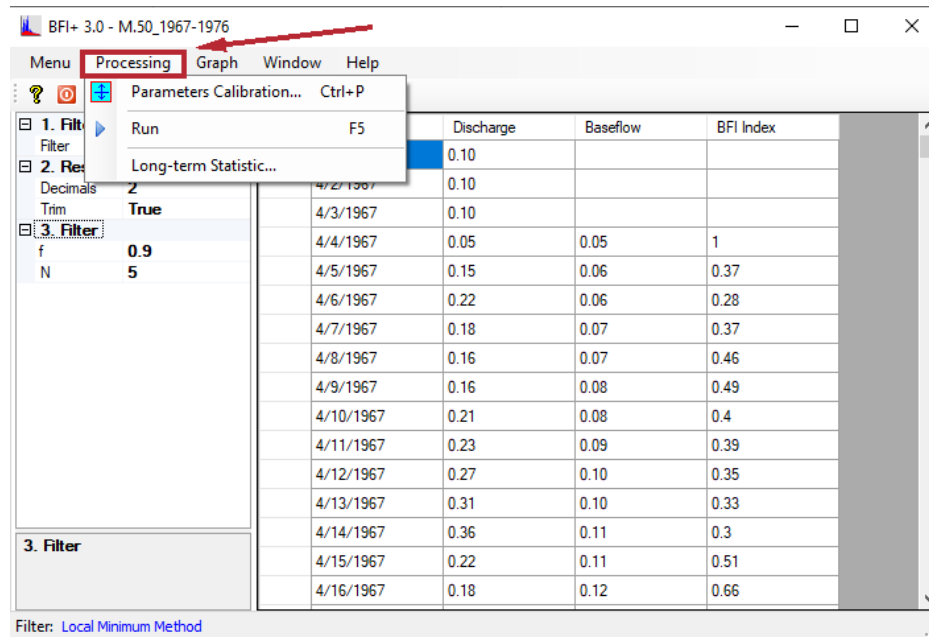 BFI+ 3.0 - M.50_1967-1976
Menu Processing Graph Window Help
Parameters Calibration... Ctrl+P
Run F5
Long-term Statistic...
1. Filt
Filter
2. Res
Decimals 2
Trim True
3. Filter
f 0.9
N 5
Discharge Baseflow BFI Index
0.10
4/2/1967 0.10
4/3/1967 0.10
4/4/1967 0.05 0.05 1
4/5/1967 0.15 0.06 0.37
4/6/1967 0.22 0.06 0.28
4/7/1967 0.18 0.07 0.37
4/8/1967 0.16 0.07 0.46
4/9/1967 0.16 0.08 0.49
4/10/1967 0.21 0.08 0.4
4/11/1967 0.23 0.09 0.39
4/12/1967 0.27 0.10 0.35
4/13/1967 0.31 0.10 0.33
4/14/1967 0.36 0.11 0.3
4/15/1967 0.22 0.11 0.51
4/16/1967 0.18 0.12 0.66
3. Filter
Filter: Local Minimum Method